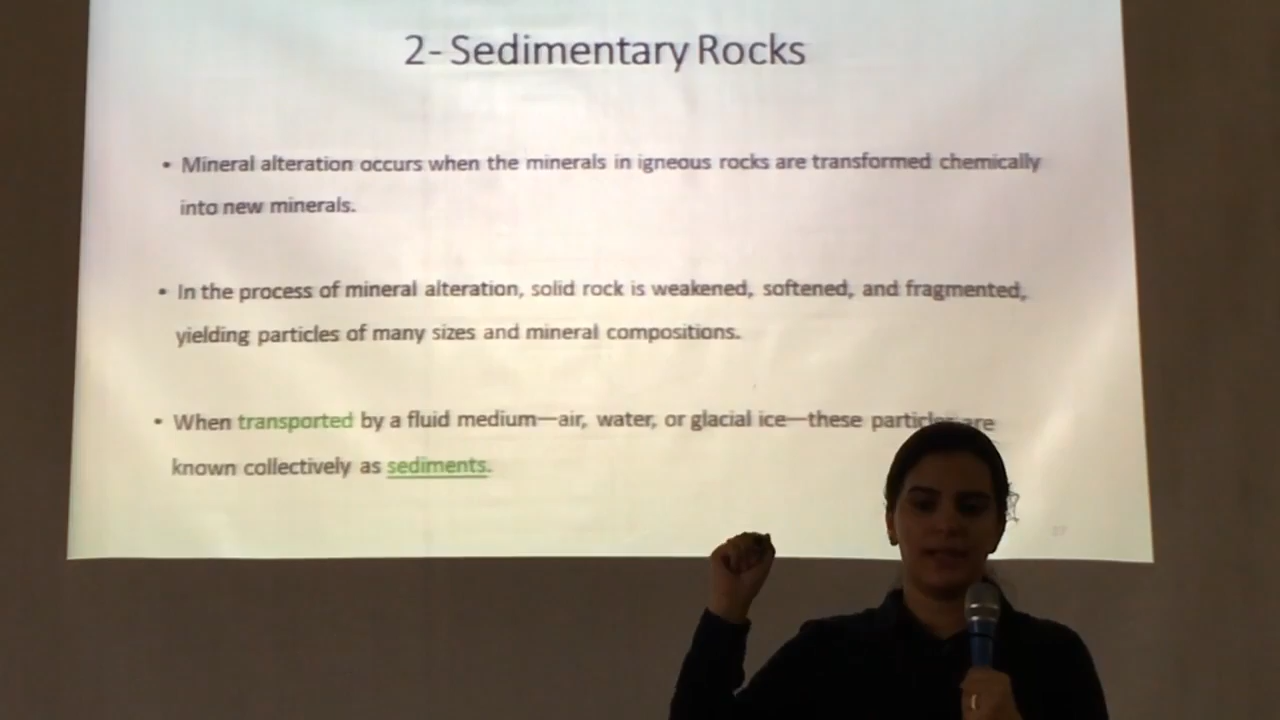 2- Sedimentary Rocks
• Mineral alteration occurs when the minerals in igneous rocks are transformed chemically
into new minerals.
• In the process of mineral alteration, solid rock is weakened, softened, and fragmented,
yielding particles of many sizes and mineral compositions.
• When transported by a fluid medium—air, water, or glacial ice—these particles are
known collectively as sediments.